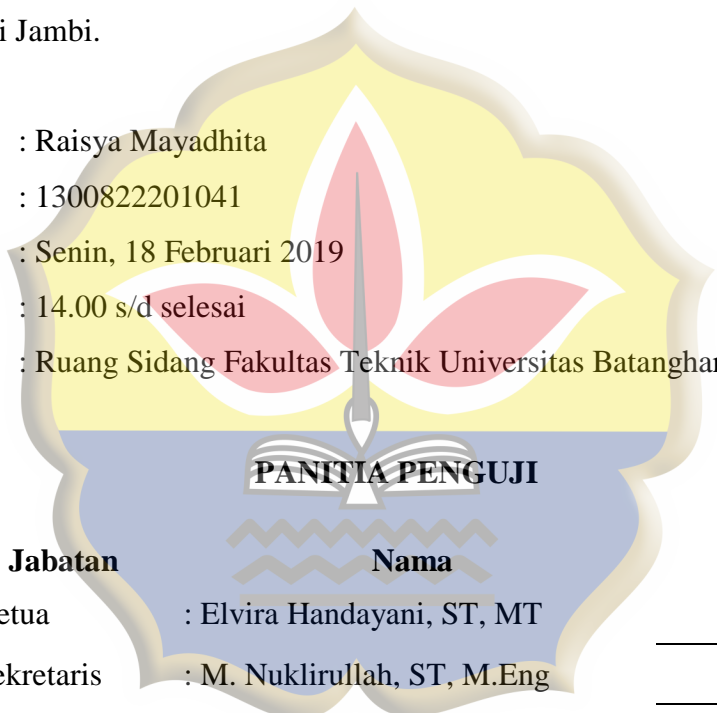 i Jambi.
: Raisya Mayadhita
: 1300822201041
: Senin, 18 Februari 2019
: 14.00 s/d selesai
: Ruang Sidang Fakultas Teknik Universitas Batanghar
PANITIA PENGUJI
Jabatan Nama
etua : Elvira Handayani, ST, MT
ekretaris : M. Nuklirullah, ST, M.Eng